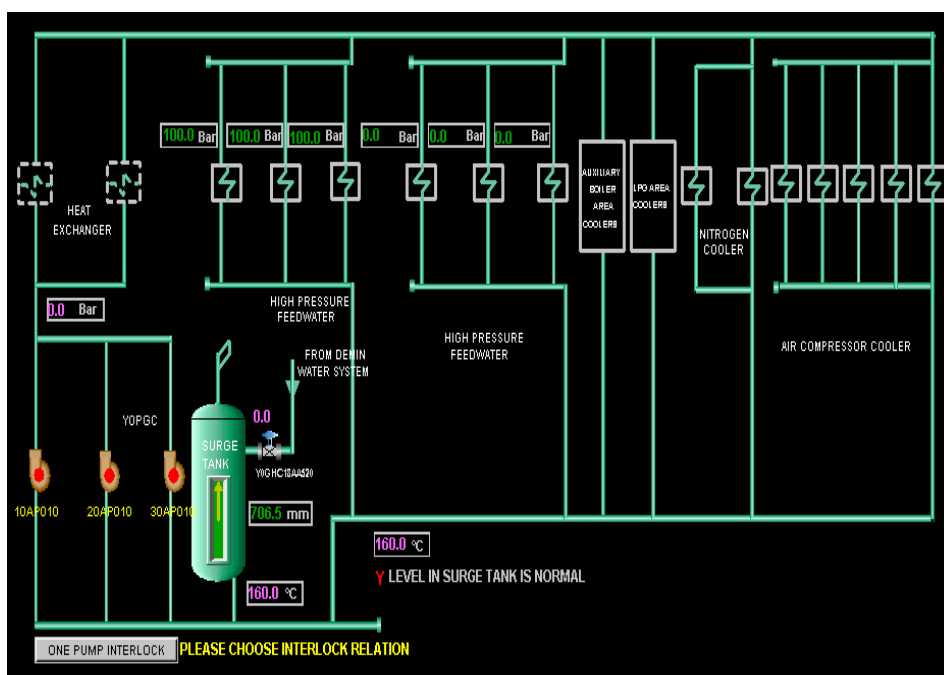 100.0 Bar
100.0 Bar
100.0 Bar
0.0 Bar
0.0 Bar
0.0 Bar
AUXILIARY
BOILER
AREA
COOLERS
LPG AREA
COOLERS
HEAT
EXCHANGER
NITROGEN
COOLER
0.0 Bar
HIGH PRESSURE
FEEDWATER
HIGH PRESSURE
FEEDWATER
AIR COMPRESSOR COOLER
FROM DEMIN
WATER SYSTEM
Y0PGC
0.0
SURGE
TANK
Y0GHC18AA520
10AP010
20AP010
30AP010
706.5 mm
160.0 °C
Y LEVEL IN SURGE TANK IS NORMAL
160.0 °C
ONE PUMP INTERLOCK
PLEASE CHOOSE INTERLOCK RELATION